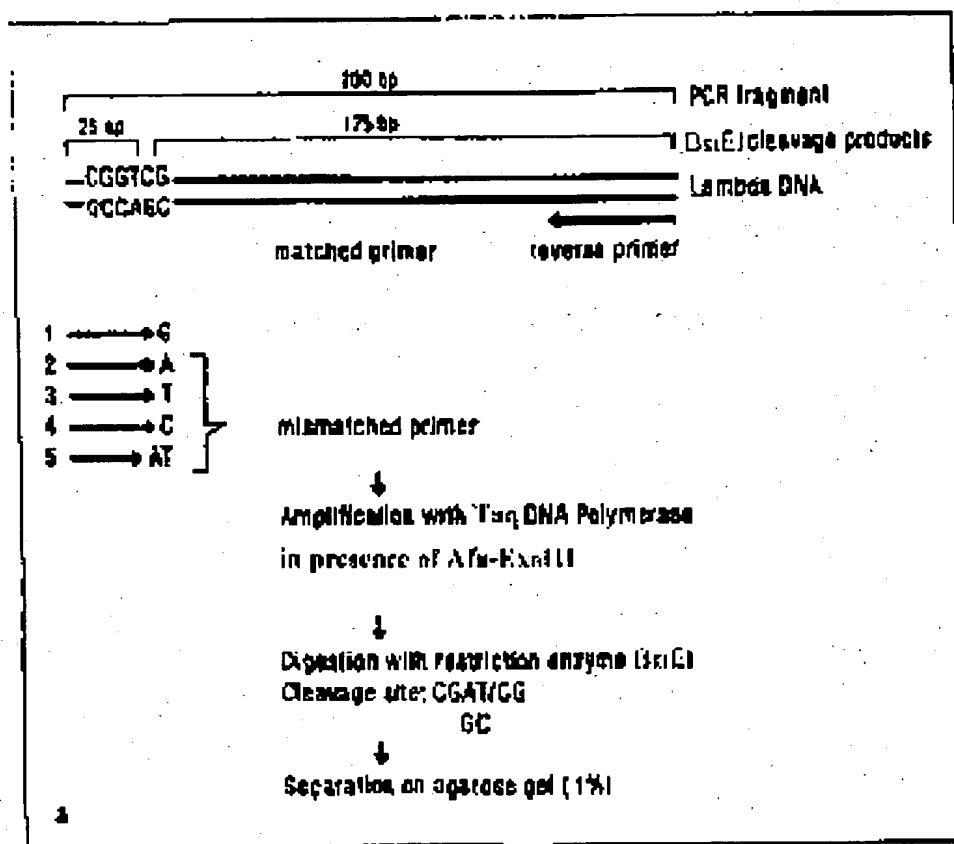 200 bp
PCR fragment
25 bp 175 bp
cleavage products
CGGTCG
Lambda DNA
matched primer reverse primer
1 G
2 A
3 T
4 C
5 AT
mismatched primer
Amplification with Taq DNA Polymerase
in presence of
Digestion with restriction enzyme
Cleavage site: CGAT/CG
GC
Separation on agarose gel (1%)